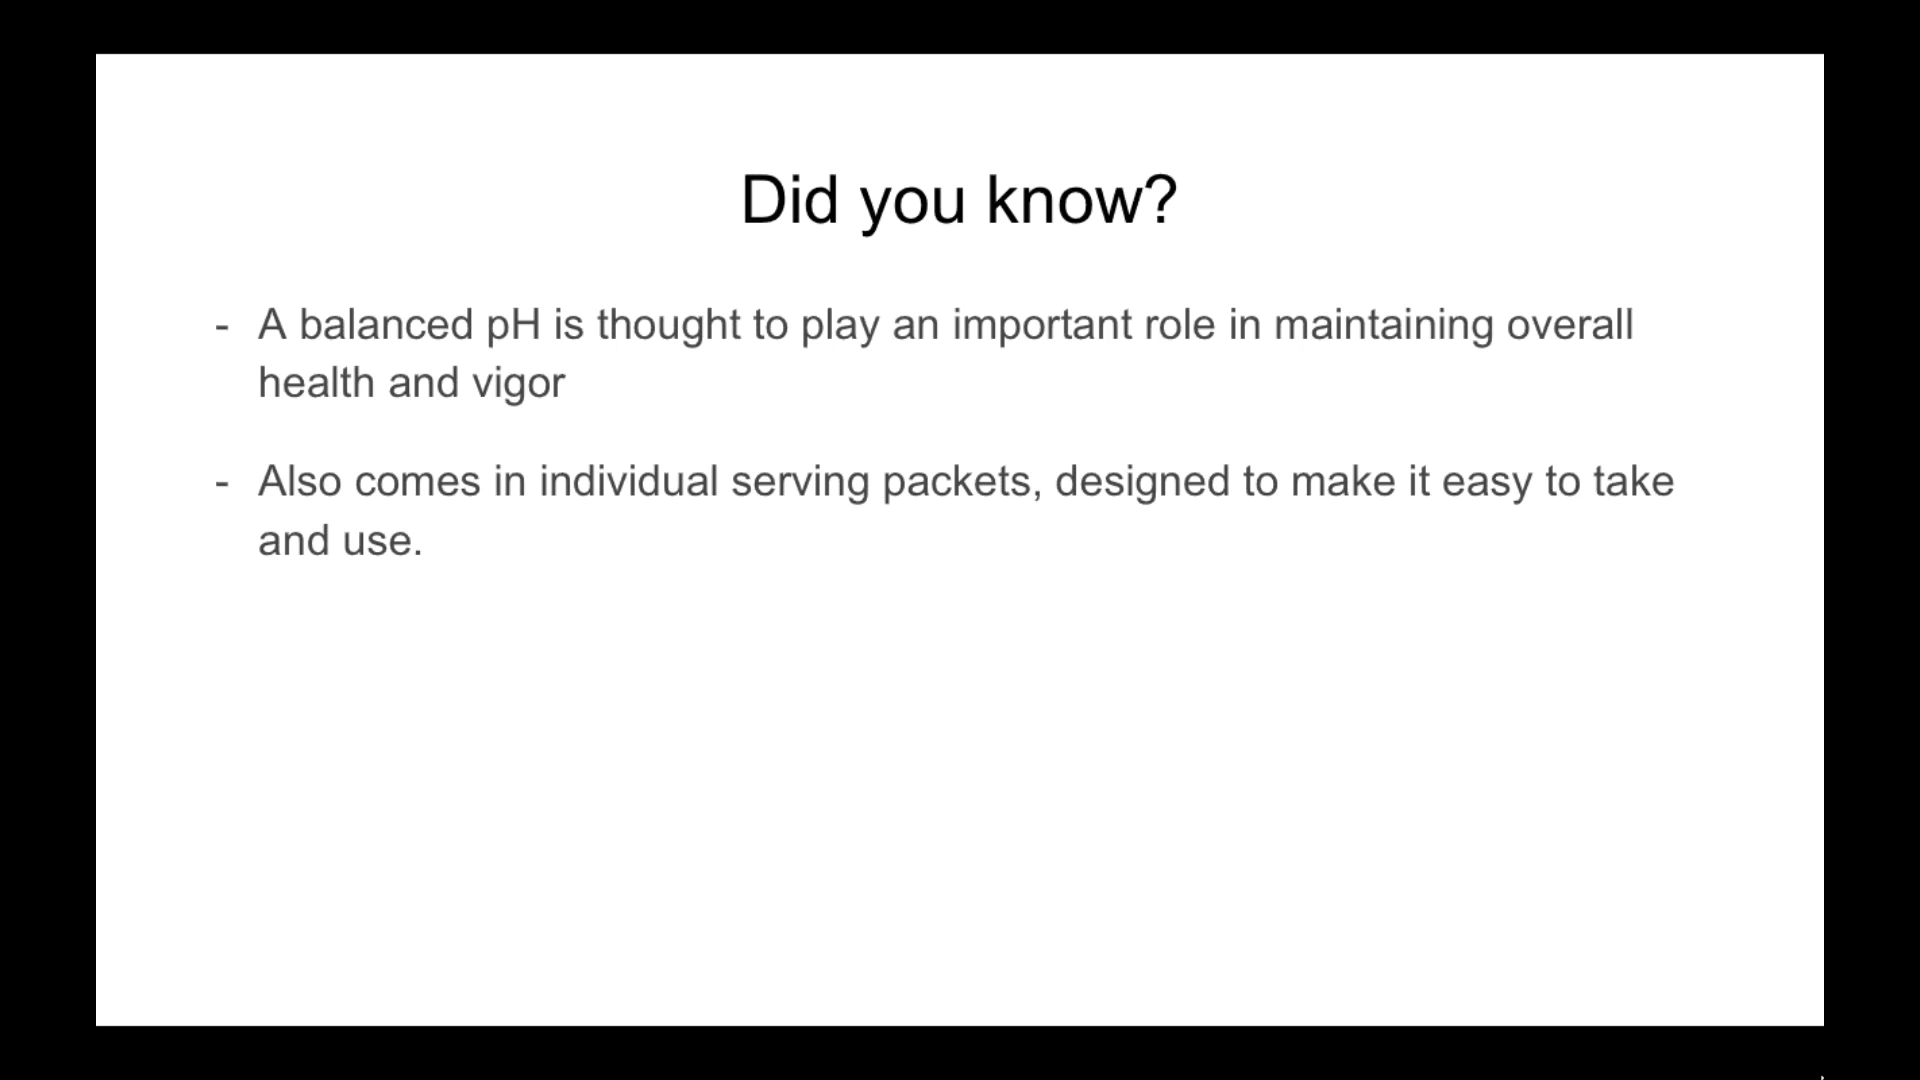 Did you know?
- A balanced pH is thought to play an important role in maintaining overall
health and vigor
- Also comes in individual serving packets, designed to make it easy to take
and use.